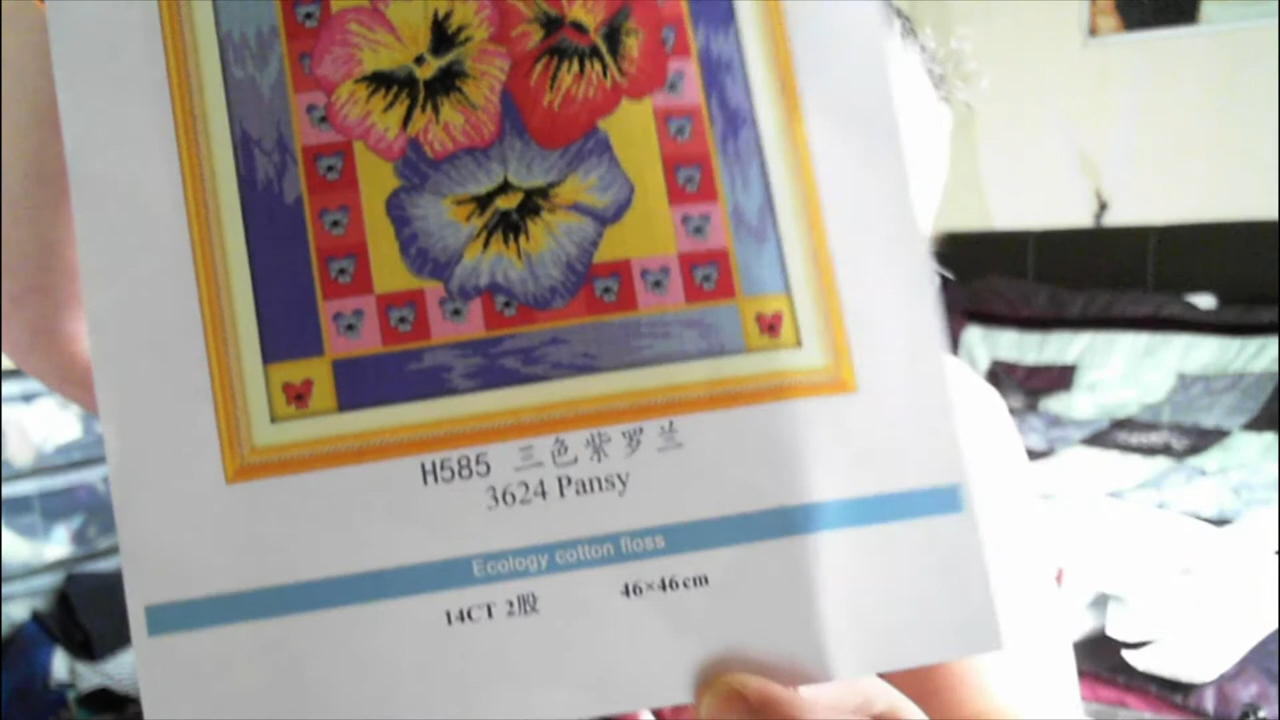 H585 三色紫罗兰
3624 Pansy
Ecology cotton floss
14CT 2股 46×46cm